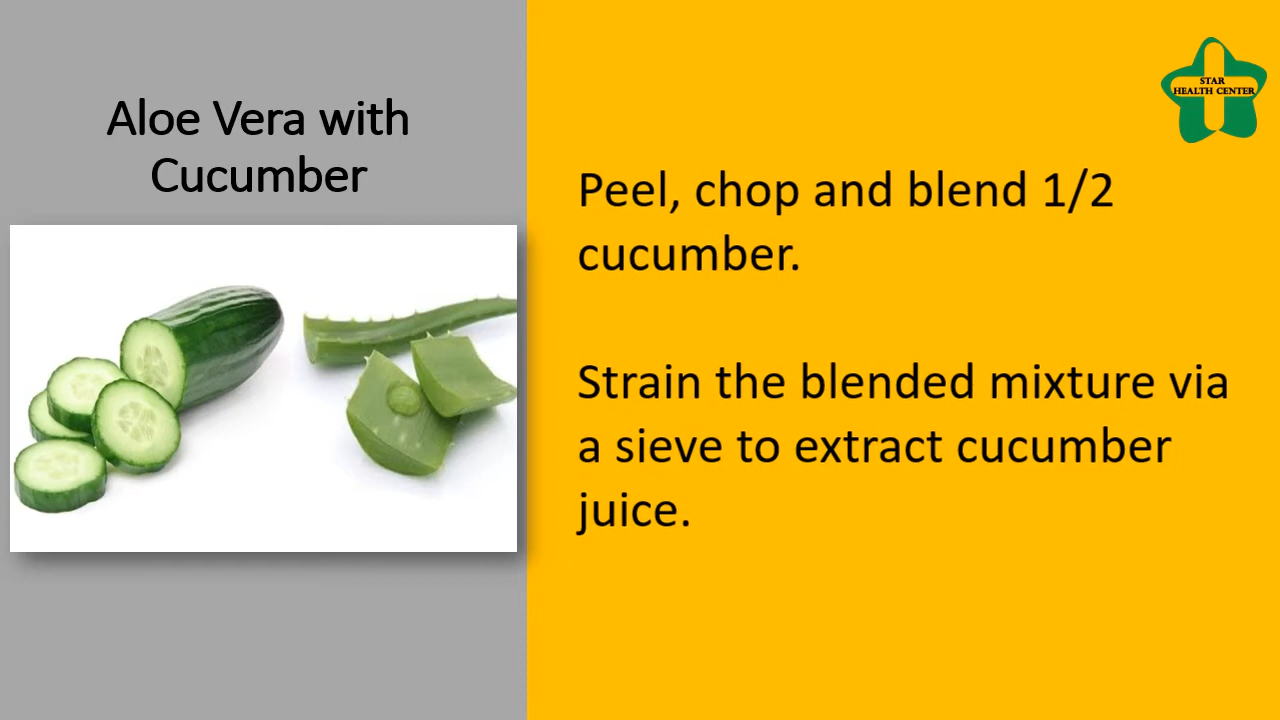 Aloe Vera with
Cucumber
STAR
HEALTH CENTER
Peel, chop and blend 1/2
cucumber.
Strain the blended mixture via
a sieve to extract cucumber
juice.